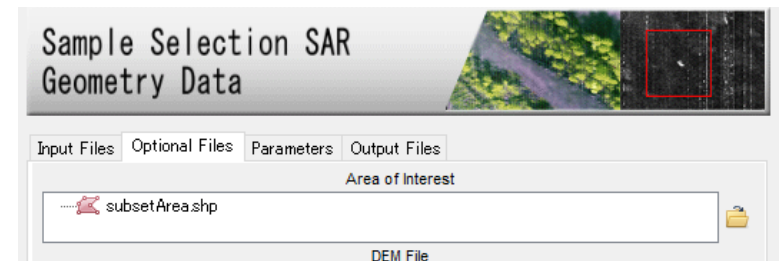 Sample Selection SAR
Geometry Data
Input Files Optional Files Parameters Output Files
Area of Interest
subsetArea.shp
DEM File